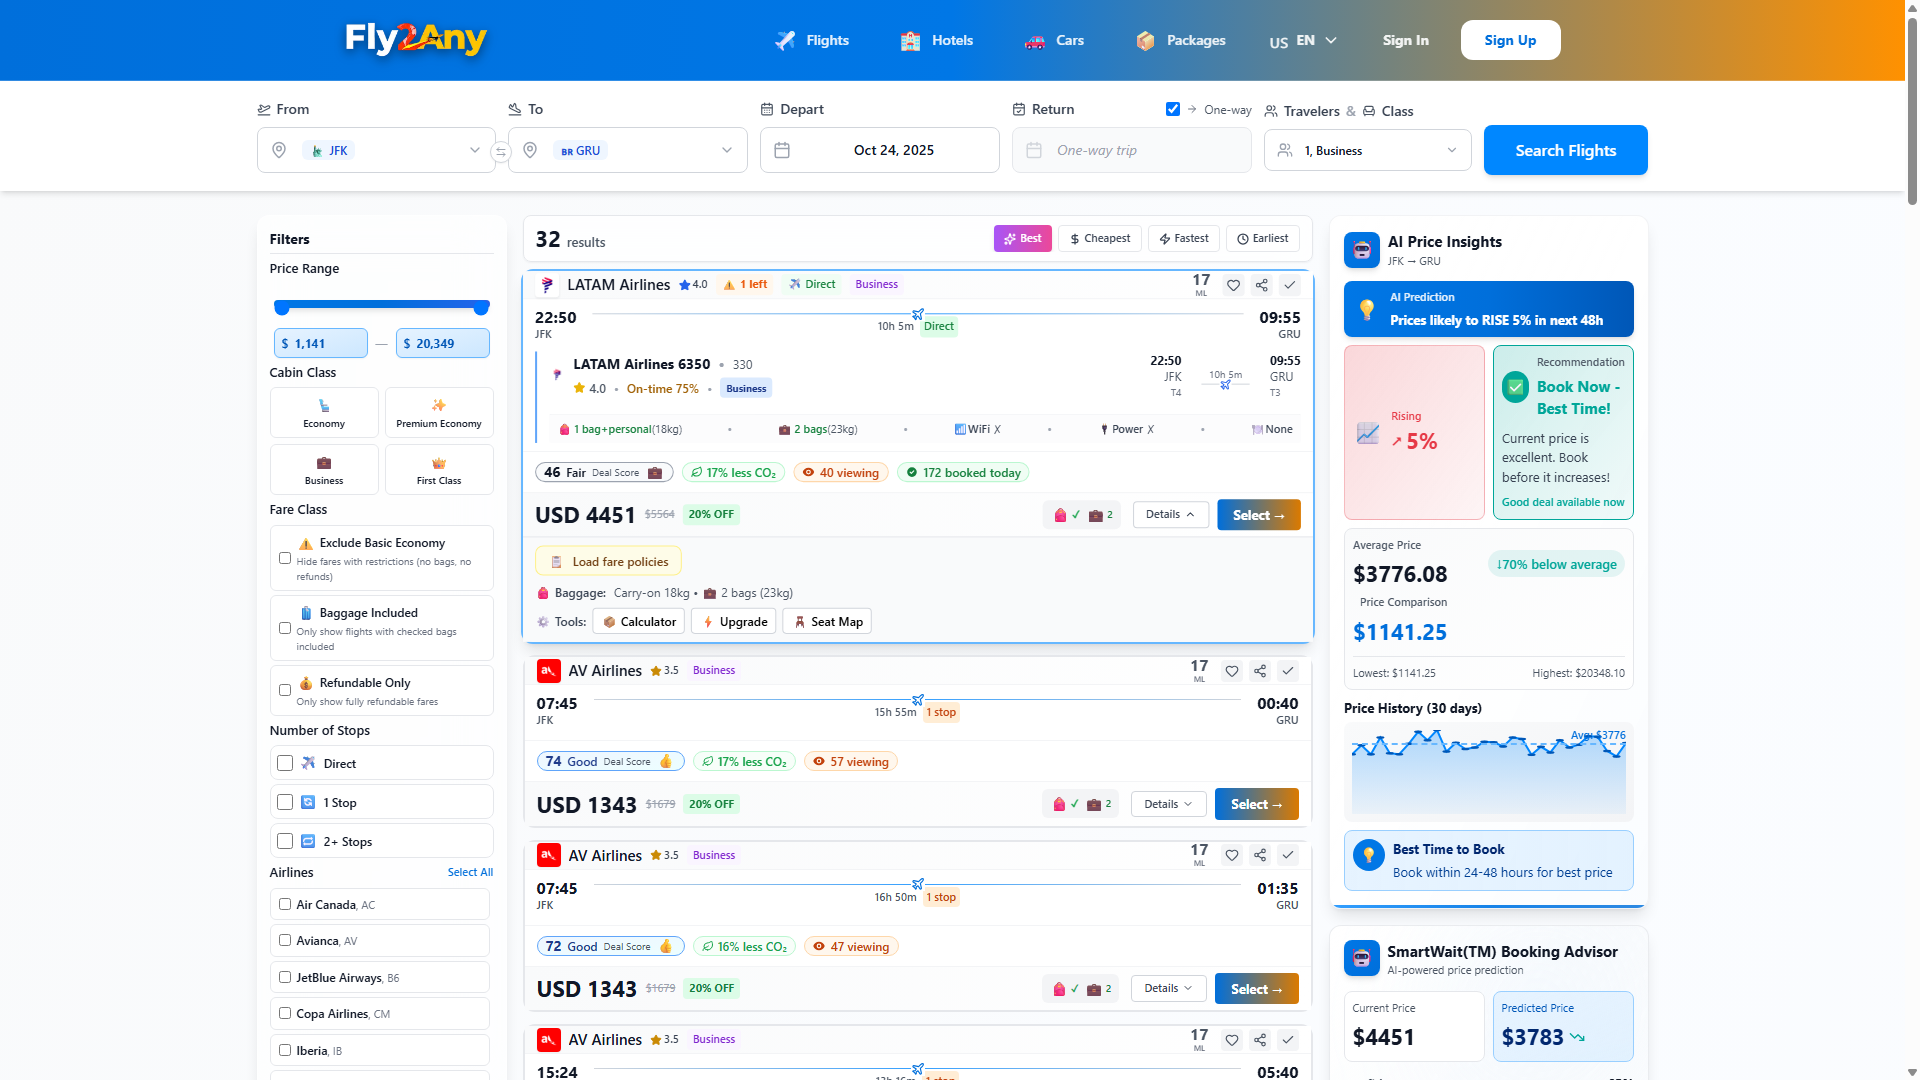 Fly2Any
Flights
Hotels
Cars
Packages
US EN
Sign In
Sign Up
From
To
Depart
Return
→ One-way
Travelers & Class
JFK
BR GRU
Oct 24, 2025
One-way trip
1, Business
Search Flights
Filters
Price Range
$ 1,141 — $ 20,349
Cabin Class
Economy
Premium Economy
Business
First Class
Fare Class
Exclude Basic Economy
Hide fares with restrictions (no bags, no
refunds)
Baggage Included
Only show flights with checked bags
included
Refundable Only
Only show fully refundable fares
Number of Stops
Direct
1 Stop
2+ Stops
Airlines Select All
Air Canada, AC
Avianca, AV
JetBlue Airways, B6
Copa Airlines, CM
Iberia, IB
32 results
Best
$ Cheapest
Fastest
Earliest
LATAM Airlines 4.0 1 left Direct Business 17 ML
22:50 09:55
JFK 10h 5m Direct GRU
LATAM Airlines 6350 • 330
4.0 • On-time 75% • Business
22:50 09:55
JFK 10h 5m GRU
T4 T3
1 bag+personal(18kg) • 2 bags(23kg) • WiFi ✗ • Power ✗ • None
46 Fair Deal Score 17% less CO₂ 40 viewing 172 booked today
USD 4451 $5564 20% OFF ✓ 2 Details Select →
Load fare policies
Baggage: Carry-on 18kg • 2 bags (23kg)
Tools: Calculator Upgrade Seat Map
AV Airlines 3.5 Business 17 ML
07:45 00:40
JFK 15h 55m 1 stop GRU
74 Good Deal Score 17% less CO₂ 57 viewing
USD 1343 $1679 20% OFF ✓ 2 Details Select →
AV Airlines 3.5 Business 17 ML
07:45 01:35
JFK 16h 50m 1 stop GRU
72 Good Deal Score 16% less CO₂ 47 viewing
USD 1343 $1679 20% OFF ✓ 2 Details Select →
AV Airlines 3.5 Business 17 ML
15:24 05:40
AI Price Insights
JFK → GRU
AI Prediction
Prices likely to RISE 5% in next 48h
Rising
↗ 5%
Recommendation
Book Now -
Best Time!
Current price is
excellent. Book
before it increases!
Good deal available now
Average Price
$3776.08
↓70% below average
Price Comparison
$1141.25
Lowest: $1141.25 Highest: $20348.10
Price History (30 days)
Avg: $3776
Best Time to Book
Book within 24-48 hours for best price
SmartWait(TM) Booking Advisor
AI-powered price prediction
Current Price
$4451
Predicted Price
$3783